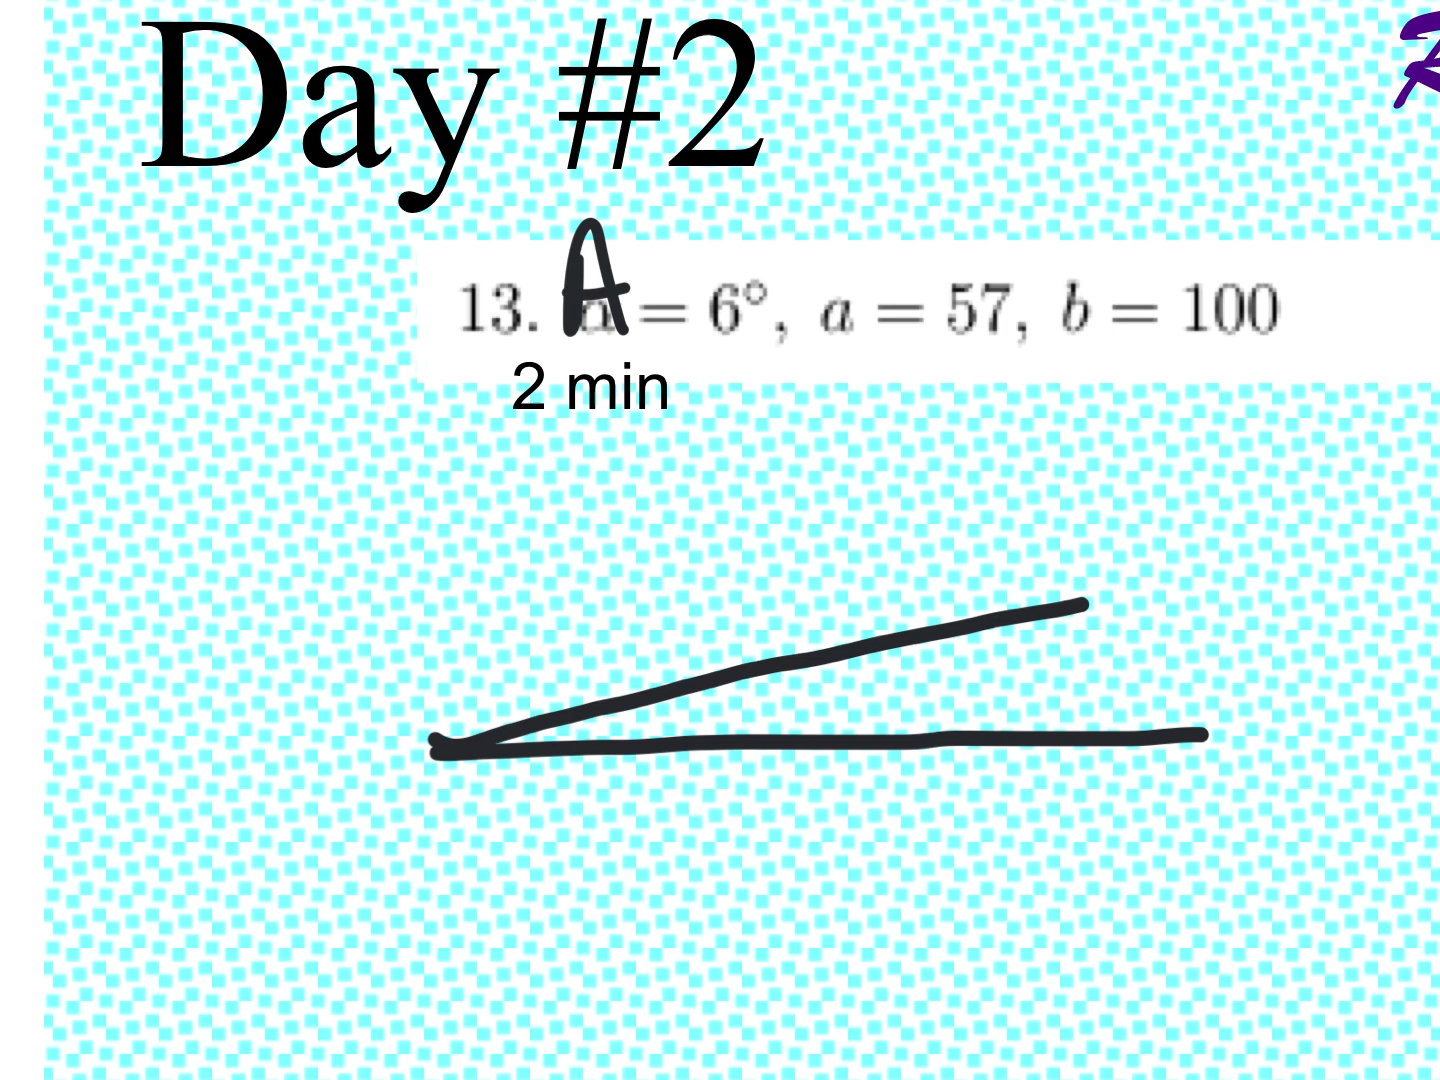 Day #2
13. A = 6°, a = 57, b = 100
2 min